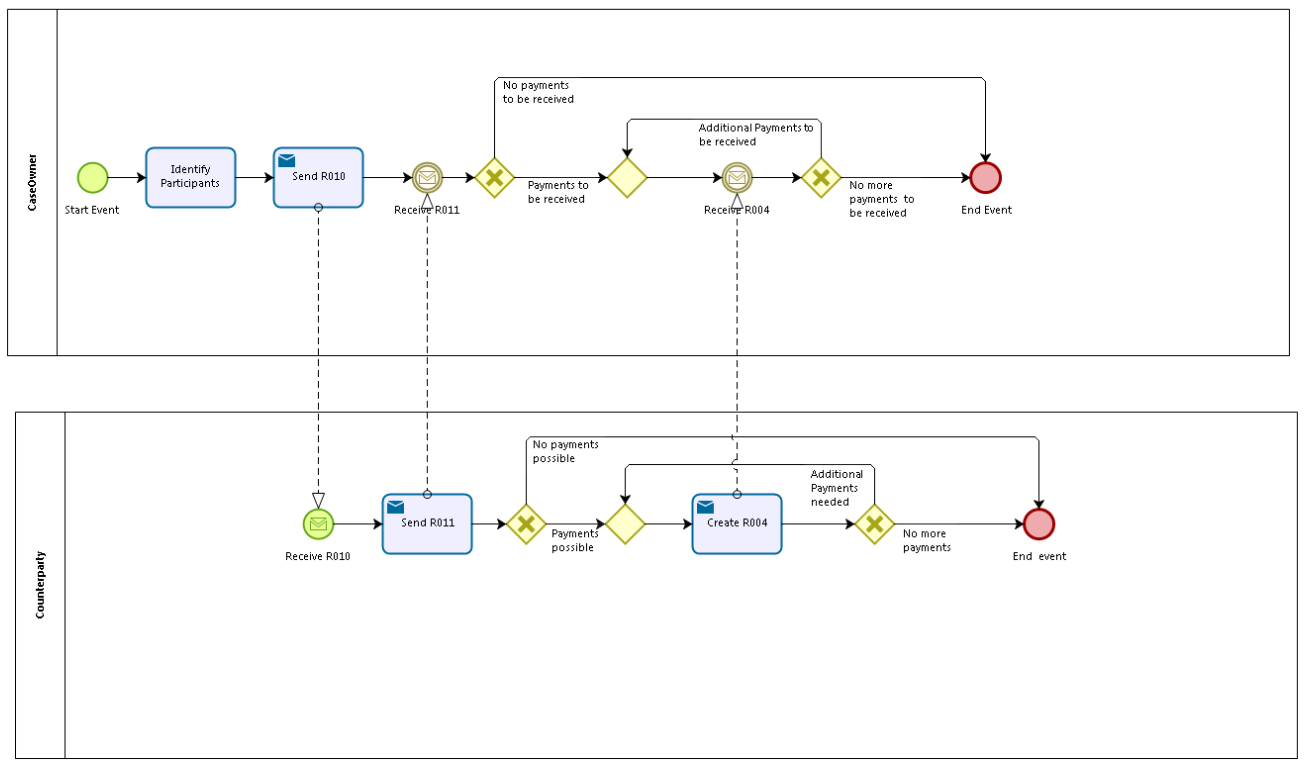 CaseOwner
No payments
to be received
Additional Payments to
be received
Identify
Participants
Send R010
Start Event
Receive R011
Payments to
be received
Receive R004
No more
payments to
be received
End Event
Counterparty
No payments
possible
Additional
Payments
needed
Send R011
Create R004
Receive R010
Payments
possible
No more
payments
End event